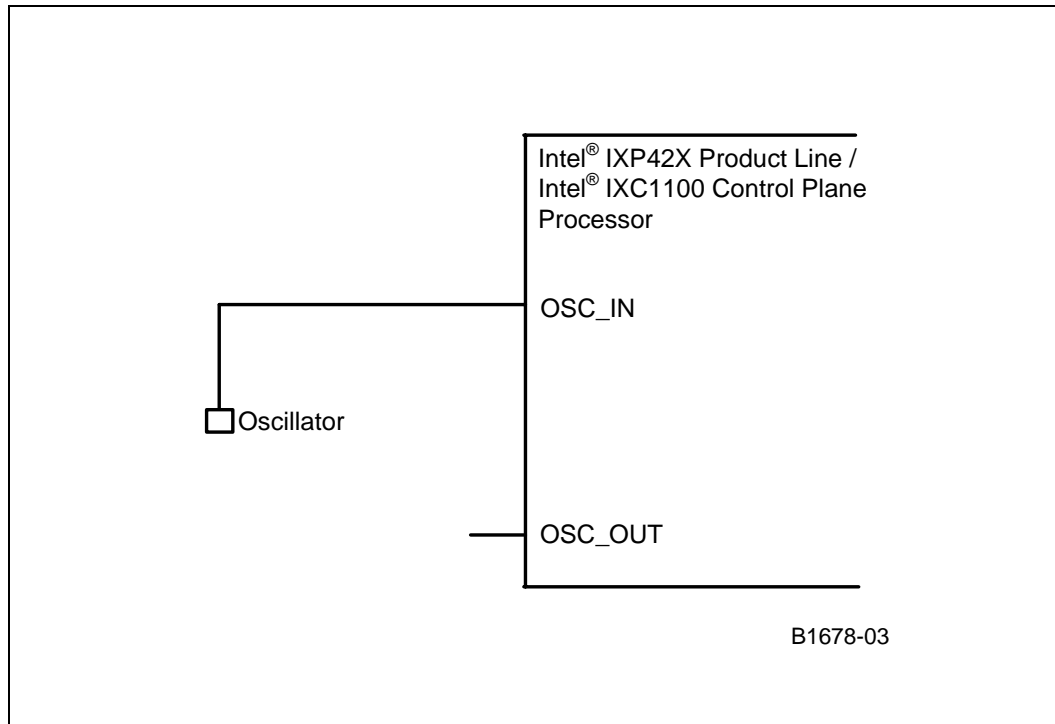 Intel® IXP42X Product Line /
Intel® IXC1100 Control Plane
Processor
OSC_IN
Oscillator
OSC_OUT
B1678-03